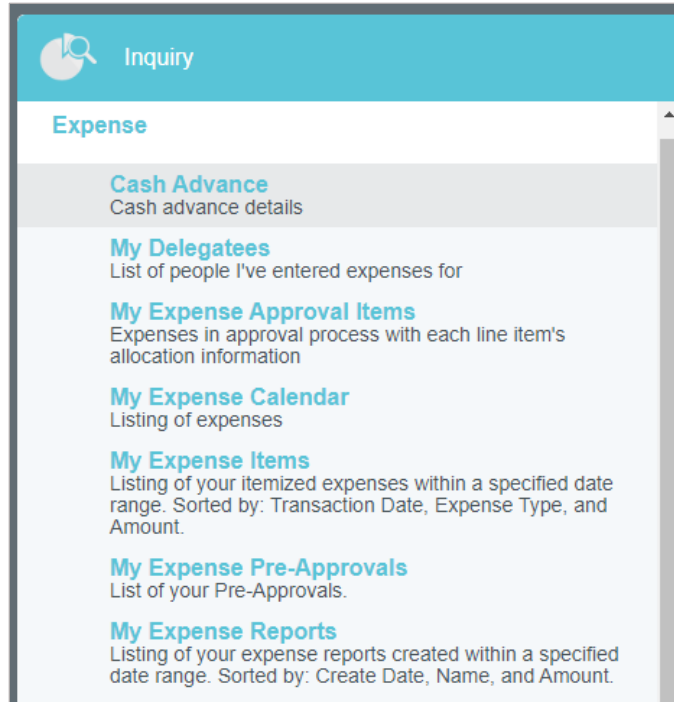 Inquiry
Expense
Cash Advance
Cash advance details
My Delegatees
List of people I've entered expenses for
My Expense Approval Items
Expenses in approval process with each line item's
allocation information
My Expense Calendar
Listing of expenses
My Expense Items
Listing of your itemized expenses within a specified date
range. Sorted by: Transaction Date, Expense Type, and
Amount.
My Expense Pre-Approvals
List of your Pre-Approvals.
My Expense Reports
Listing of your expense reports created within a specified
date range. Sorted by: Create Date, Name, and Amount.